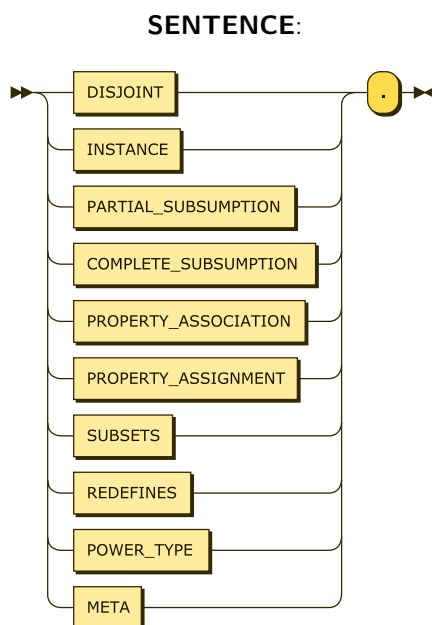 SENTENCE:
DISJOINT
.
INSTANCE
PARTIAL_SUBSUMPTION
COMPLETE_SUBSUMPTION
PROPERTY_ASSOCIATION
PROPERTY_ASSIGNMENT
SUBSETS
REDEFINES
POWER_TYPE
META